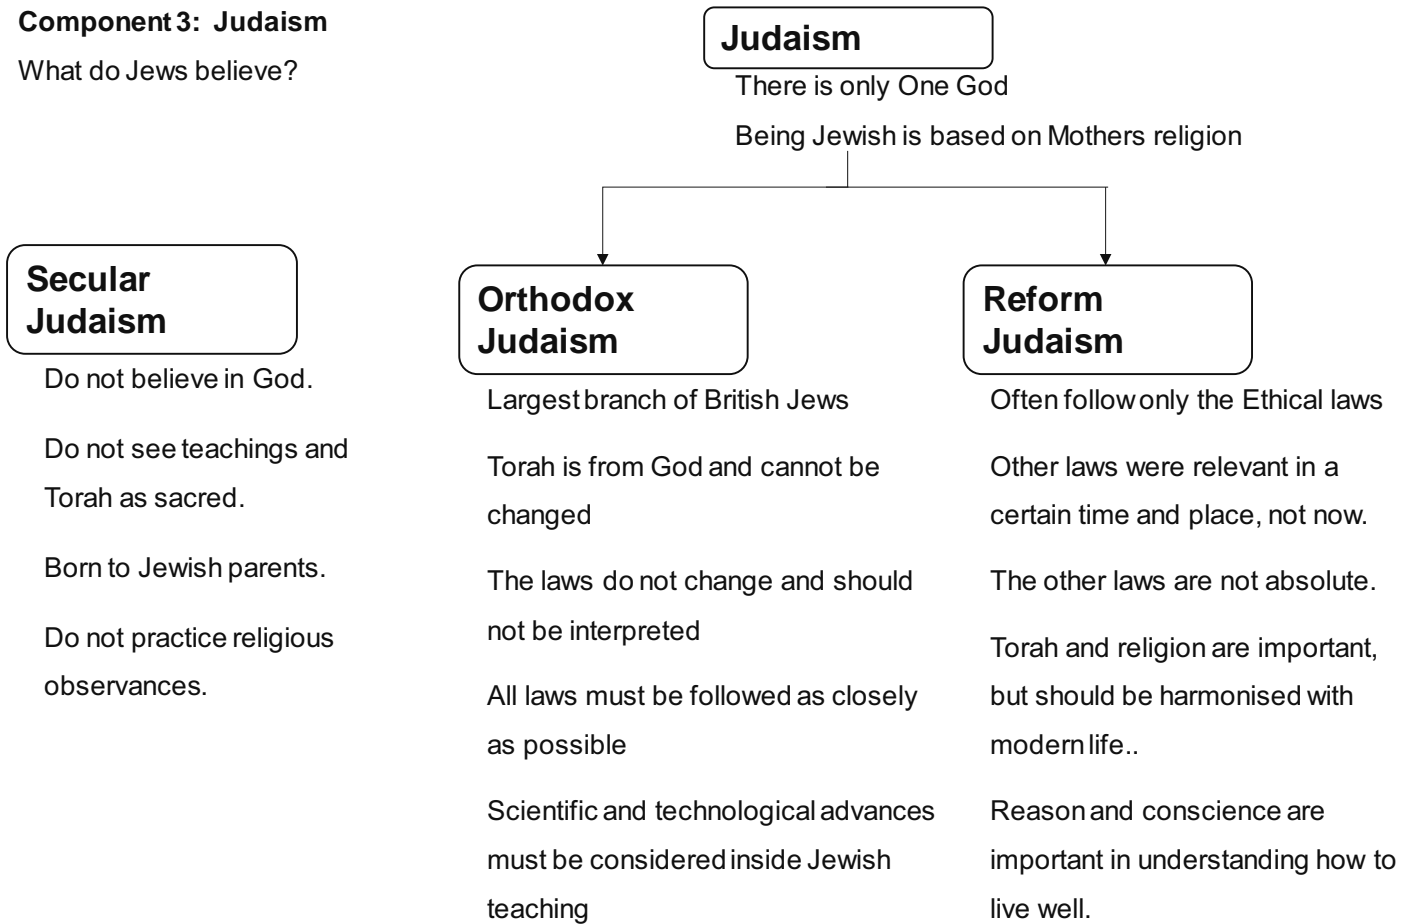 Component 3: Judaism
What do Jews believe?
Judaism
There is only One God
Being Jewish is based on Mothers religion
Secular
Judaism
Do not believe in God.
Do not see teachings and
Torah as sacred.
Born to Jewish parents.
Do not practice religious
observances.
Orthodox
Judaism
Largest branch of British Jews
Torah is from God and cannot be
changed
The laws do not change and should
not be interpreted
All laws must be followed as closely
as possible
Scientific and technological advances
must be considered inside Jewish
teaching
Reform
Judaism
Often follow only the Ethical laws
Other laws were relevant in a
certain time and place, not now.
The other laws are not absolute.
Torah and religion are important,
but should be harmonised with
modern life..
Reason and conscience are
important in understanding how to
live well.